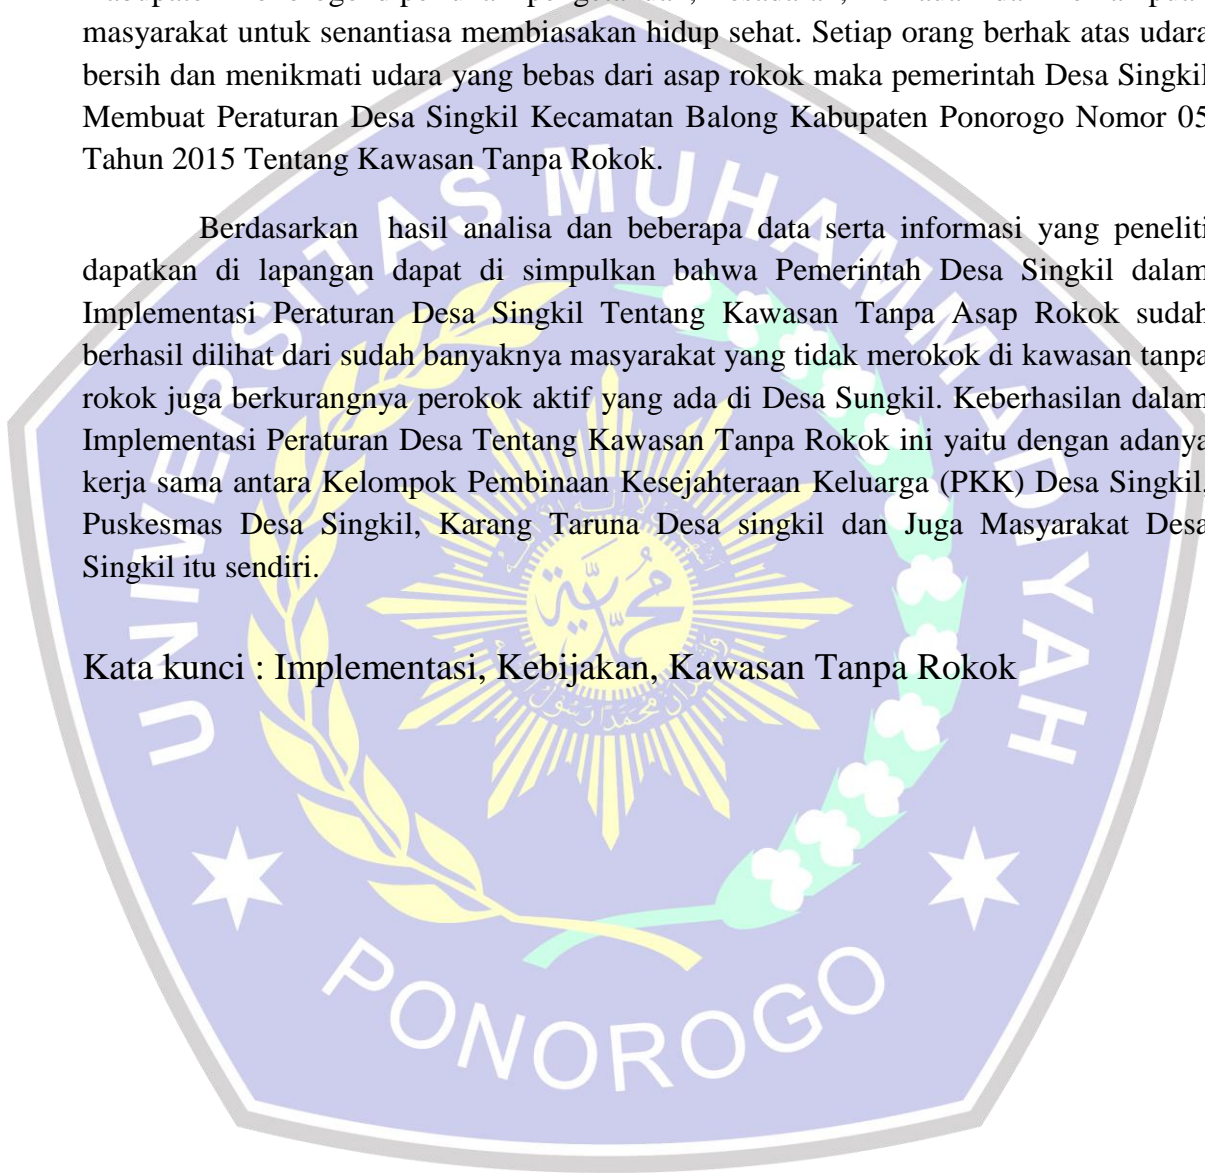 masyarakat untuk senantiasa membiasakan hidup sehat. Setiap orang berhak atas udara
bersih dan menikmati udara yang bebas dari asap rokok maka pemerintah Desa Singkil
Membuat Peraturan Desa Singkil Kecamatan Balong Kabupaten Ponorogo Nomor 05
Tahun 2015 Tentang Kawasan Tanpa Rokok.
Berdasarkan hasil analisa dan beberapa data serta informasi yang peneliti
dapatkan di lapangan dapat di simpulkan bahwa Pemerintah Desa Singkil dalam
Implementasi Peraturan Desa Singkil Tentang Kawasan Tanpa Asap Rokok sudah
berhasil dilihat dari sudah banyaknya masyarakat yang tidak merokok di kawasan tanpa
rokok juga berkurangnya perokok aktif yang ada di Desa Sungkil. Keberhasilan dalam
Implementasi Peraturan Desa Tentang Kawasan Tanpa Rokok ini yaitu dengan adanya
kerja sama antara Kelompok Pembinaan Kesejahteraan Keluarga (PKK) Desa Singkil,
Puskesmas Desa Singkil, Karang Taruna Desa singkil dan Juga Masyarakat Desa
Singkil itu sendiri.
Kata kunci : Implementasi, Kebijakan, Kawasan Tanpa Rokok
UNIVERSITAS MUHAMMADIYAH
PONOROGO
محمدية